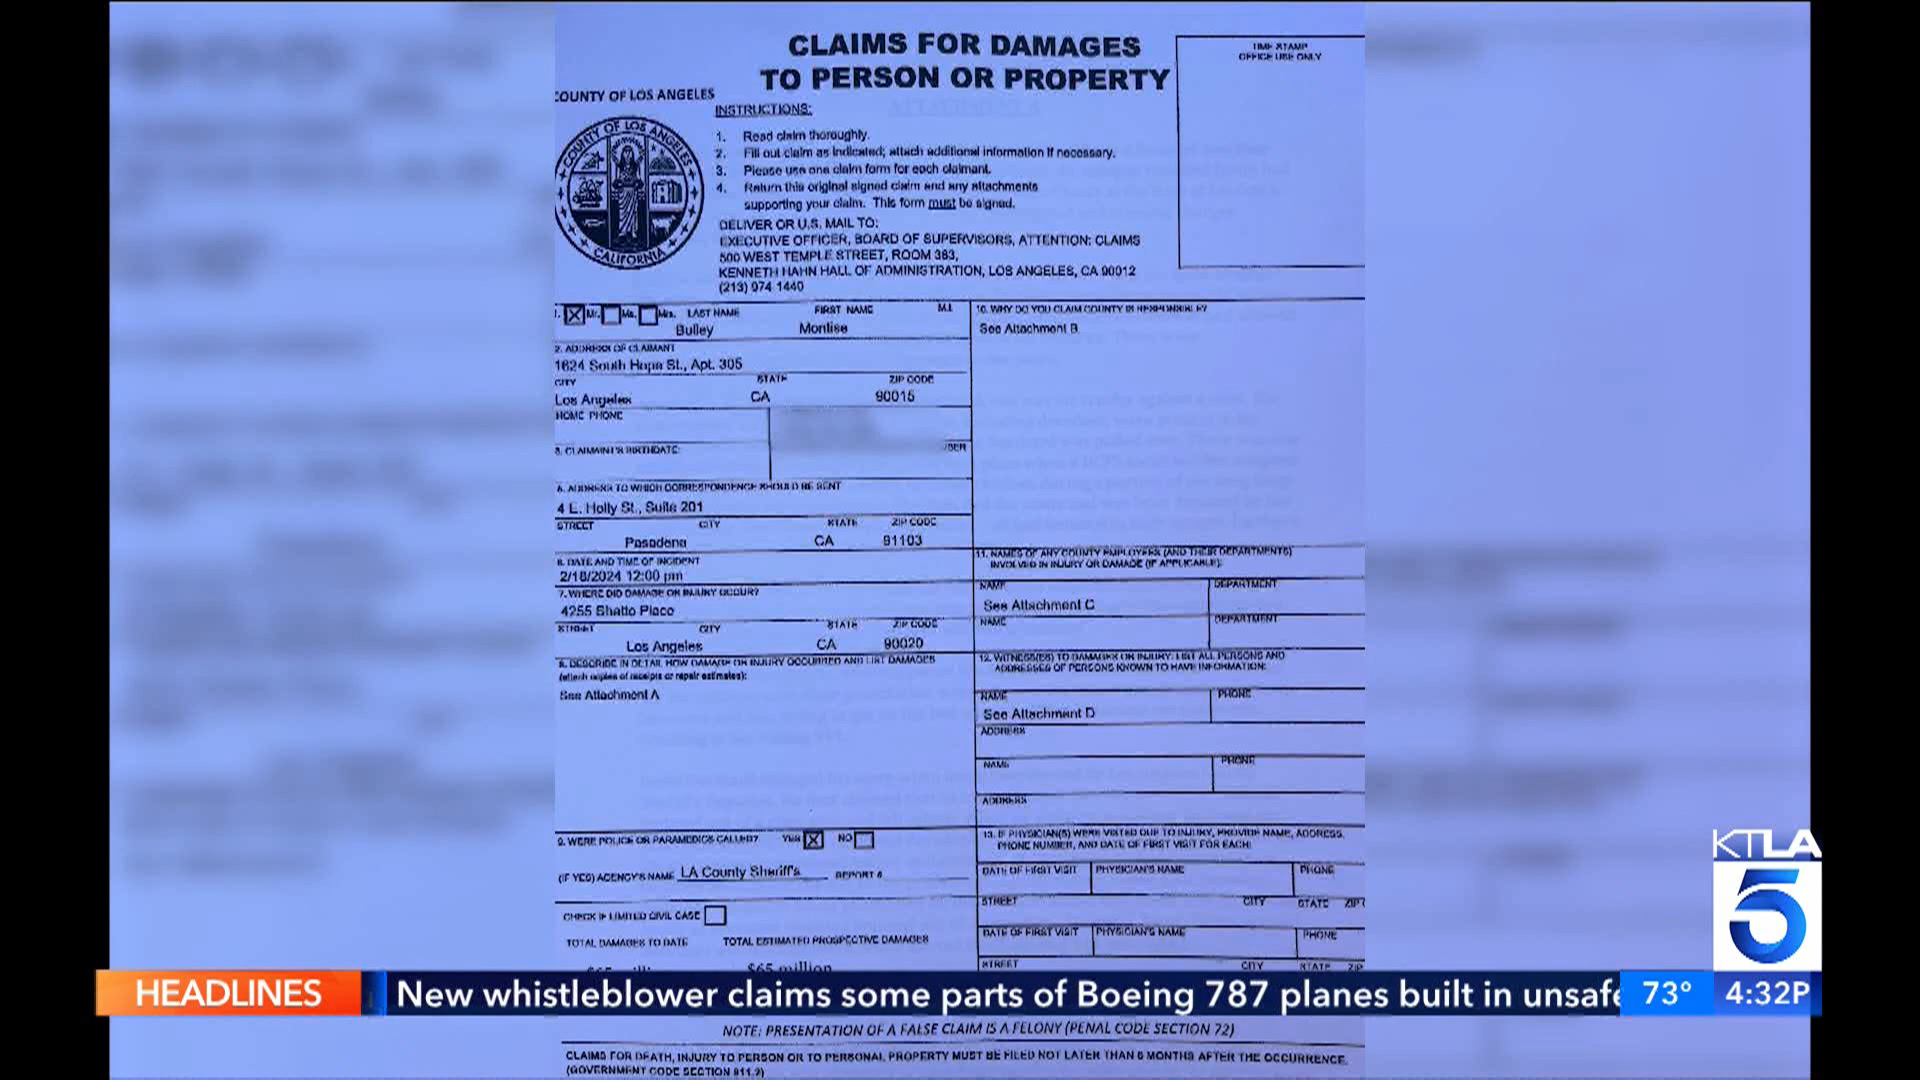 CLAIMS FOR DAMAGES
TO PERSON OR PROPERTY
TIME STAMP
OFFICE USE ONLY
COUNTY OF LOS ANGELES
COUNTY OF LOS ANGELES
CALIFORNIA
INSTRUCTIONS:
1. Read claim thoroughly.
2. Fill out claim as indicated; attach additional information if necessary.
3. Please use one claim form for each claimant.
4. Return this original signed claim and any attachments
supporting your claim. This form must be signed.
DELIVER OR U.S. MAIL TO:
EXECUTIVE OFFICER, BOARD OF SUPERVISORS, ATTENTION: CLAIMS
500 WEST TEMPLE STREET, ROOM 383,
KENNETH HAHN HALL OF ADMINISTRATION, LOS ANGELES, CA 90012
(213) 974 1440
1. Mr. Ms. Mrs. LAST NAME FIRST NAME M.I.
Bulley Montise
2. ADDRESS OF CLAIMANT
1624 South Hope St., Apt. 305
CITY STATE ZIP CODE
Los Angeles CA 90015
HOME PHONE
3. CLAIMANT'S BIRTHDATE:
ADDRESS TO WHICH CORRESPONDENCE SHOULD BE SENT
4 E. Holly St., Suite 201
STREET CITY STATE ZIP CODE
Pasadena CA 91103
6. DATE AND TIME OF INCIDENT
2/18/2024 12:00 pm
7. WHERE DID DAMAGE OR INJURY OCCUR?
4255 Shatto Place
STREET CITY STATE ZIP CODE
Los Angeles CA 90020
8. DESCRIBE IN DETAIL HOW DAMAGE OR INJURY OCCURRED AND LIST DAMAGES
(attach copies of receipts or repair estimates):
See Attachment A
9. WERE POLICE OR PARAMEDICS CALLED? YES NO
(IF YES) AGENCY'S NAME LA County Sheriff's REPORT #
CHECK IF LIMITED CIVIL CASE
TOTAL DAMAGES TO DATE TOTAL ESTIMATED PROSPECTIVE DAMAGES
$65 million
10. WHY DO YOU CLAIM COUNTY IS RESPONSIBLE?
See Attachment B
11. NAMES OF ANY COUNTY EMPLOYEES (AND THEIR DEPARTMENTS)
INVOLVED IN INJURY OR DAMAGE (IF APPLICABLE):
NAME DEPARTMENT
See Attachment C
NAME DEPARTMENT
12. WITNESS(ES) TO DAMAGES OR INJURY: LIST ALL PERSONS AND
ADDRESSES OF PERSONS KNOWN TO HAVE INFORMATION:
NAME PHONE
See Attachment D
ADDRESS
NAME PHONE
ADDRESS
13. IF PHYSICIAN(S) WERE VISITED DUE TO INJURY, PROVIDE NAME, ADDRESS,
PHONE NUMBER, AND DATE OF FIRST VISIT FOR EACH:
DATE OF FIRST VISIT PHYSICIAN'S NAME PHONE
STREET CITY STATE ZIP
DATE OF FIRST VISIT PHYSICIAN'S NAME PHONE
STREET CITY STATE ZIP
KTLA
5
HEADLINES New whistleblower claims some parts of Boeing 787 planes built in unsafe 73° 4:32P
NOTE: PRESENTATION OF A FALSE CLAIM IS A FELONY (PENAL CODE SECTION 72)
CLAIMS FOR DEATH, INJURY TO PERSON OR TO PERSONAL PROPERTY MUST BE FILED NOT LATER THAN 6 MONTHS AFTER THE OCCURRENCE.
(GOVERNMENT CODE SECTION 911.2)